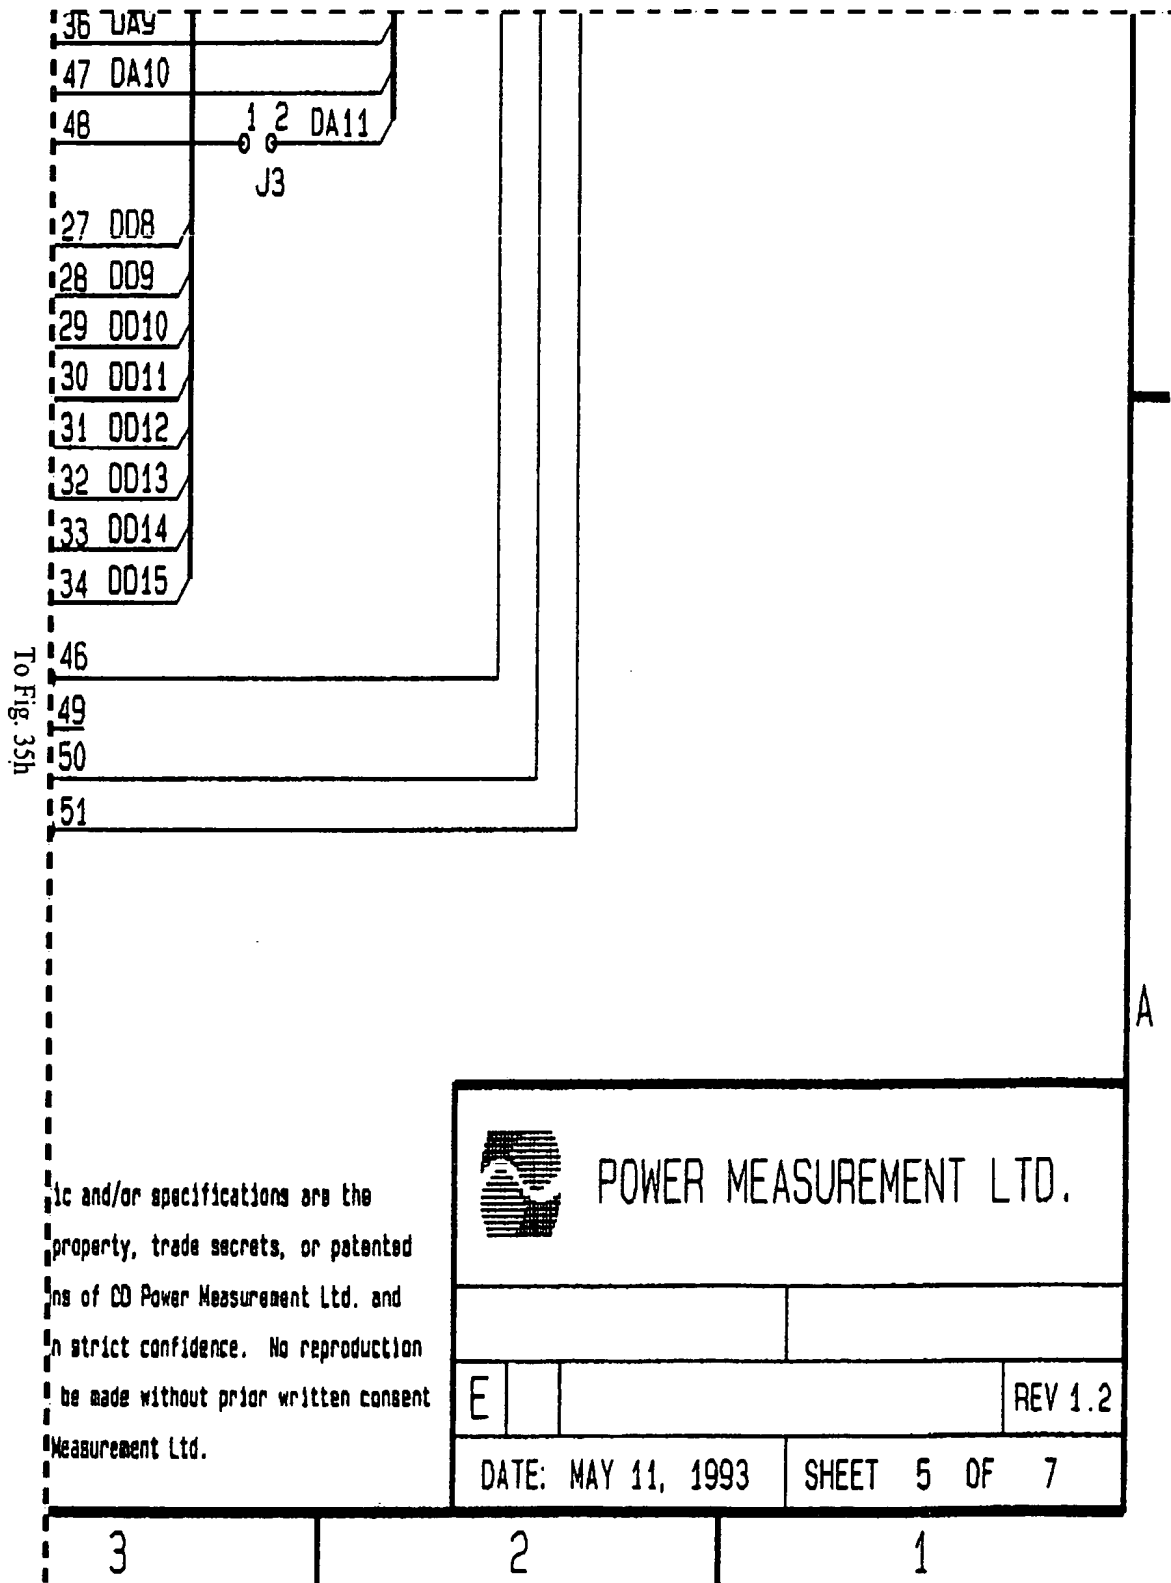 36 DA9
47 DA10
48 1 2 DA11
J3
27 DD8
28 DD9
29 DD10
30 DD11
31 DD12
32 DD13
33 DD14
34 DD15
46
49
50
51
To Fig. 35h
A
ic and/or specifications are the
property, trade secrets, or patented
ns of CD Power Measurement Ltd. and
n strict confidence. No reproduction
be made without prior written consent
Measurement Ltd.
POWER MEASUREMENT LTD.
E REV 1.2
DATE: MAY 11, 1993 SHEET 5 OF 7
3 2 1